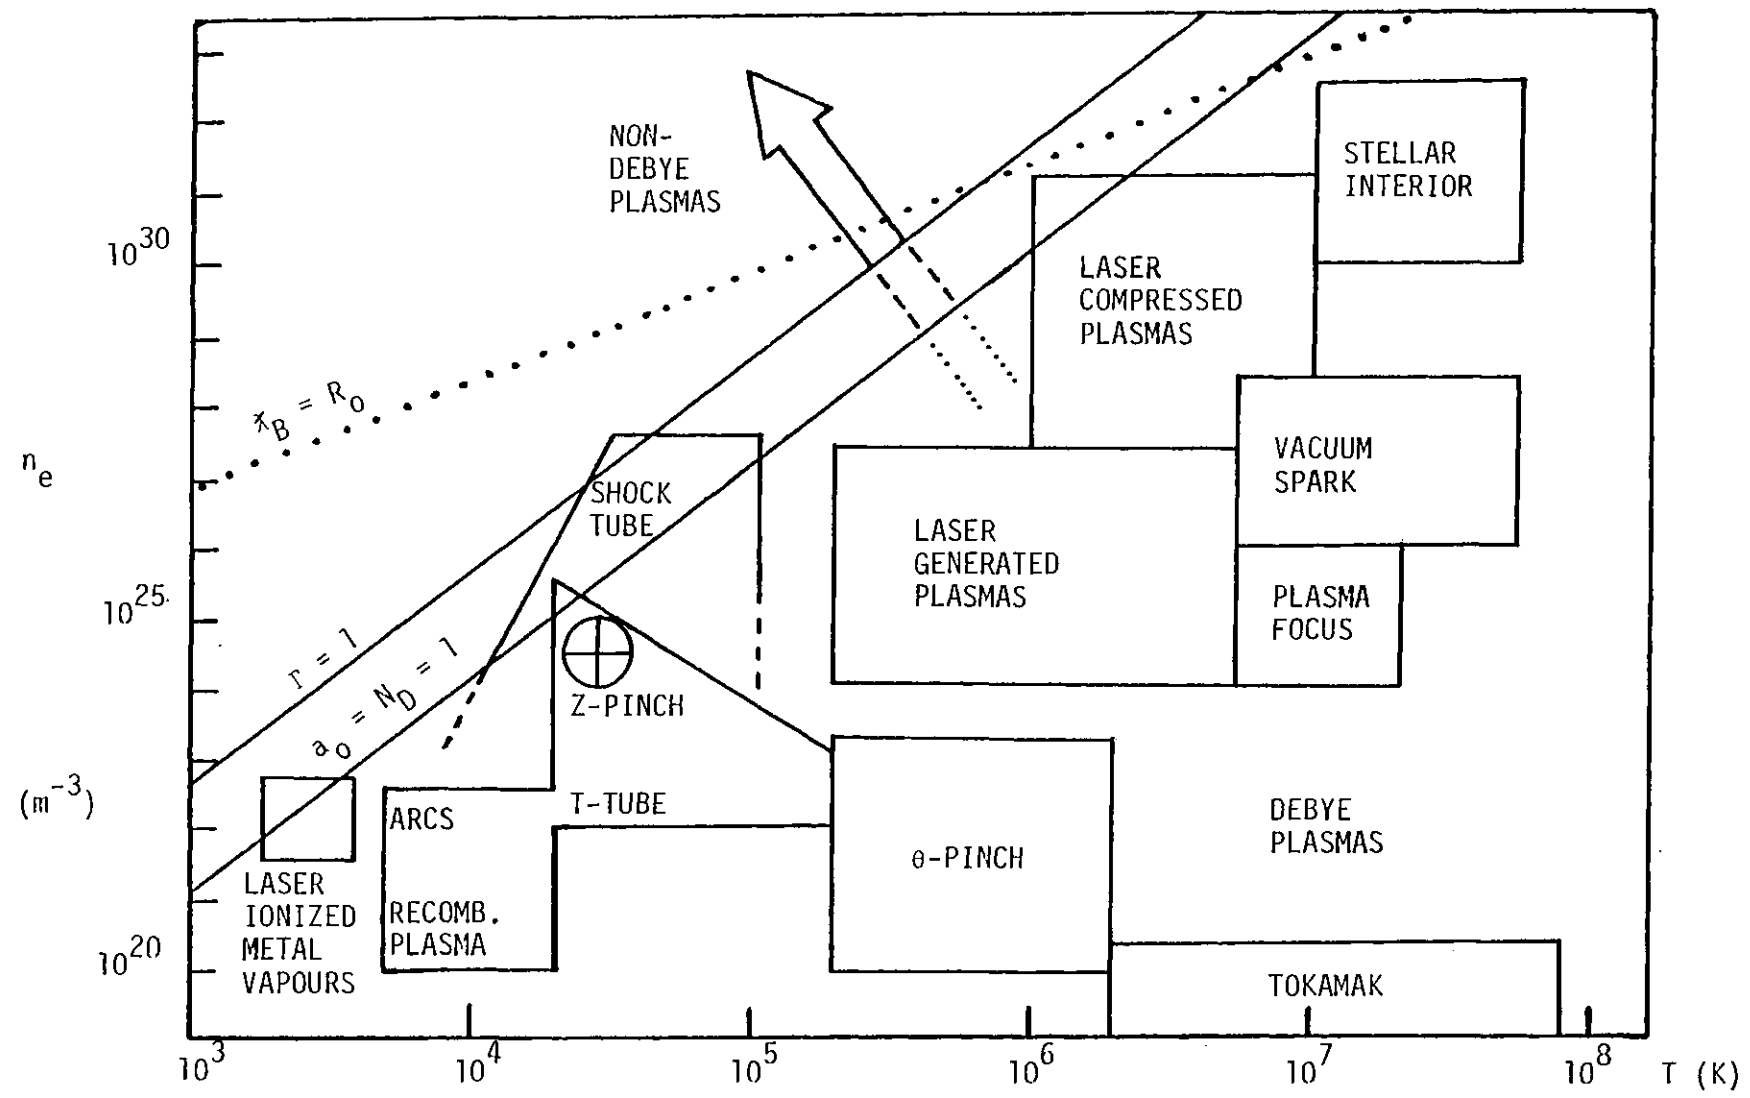 NON-
DEBYE
PLASMAS
STELLAR
INTERIOR
10^30
LASER
COMPRESSED
PLASMAS
ƛ_B = R_o
n_e
SHOCK
TUBE
VACUUM
SPARK
LASER
GENERATED
PLASMAS
10^25
PLASMA
FOCUS
Γ = 1
a_o = N_D = 1
Z-PINCH
(m^-3)
ARCS
T-TUBE
DEBYE
PLASMAS
θ-PINCH
LASER
IONIZED
METAL
VAPOURS
RECOMB.
PLASMA
10^20
TOKAMAK
10^3
10^4
10^5
10^6
10^7
10^8
T (K)